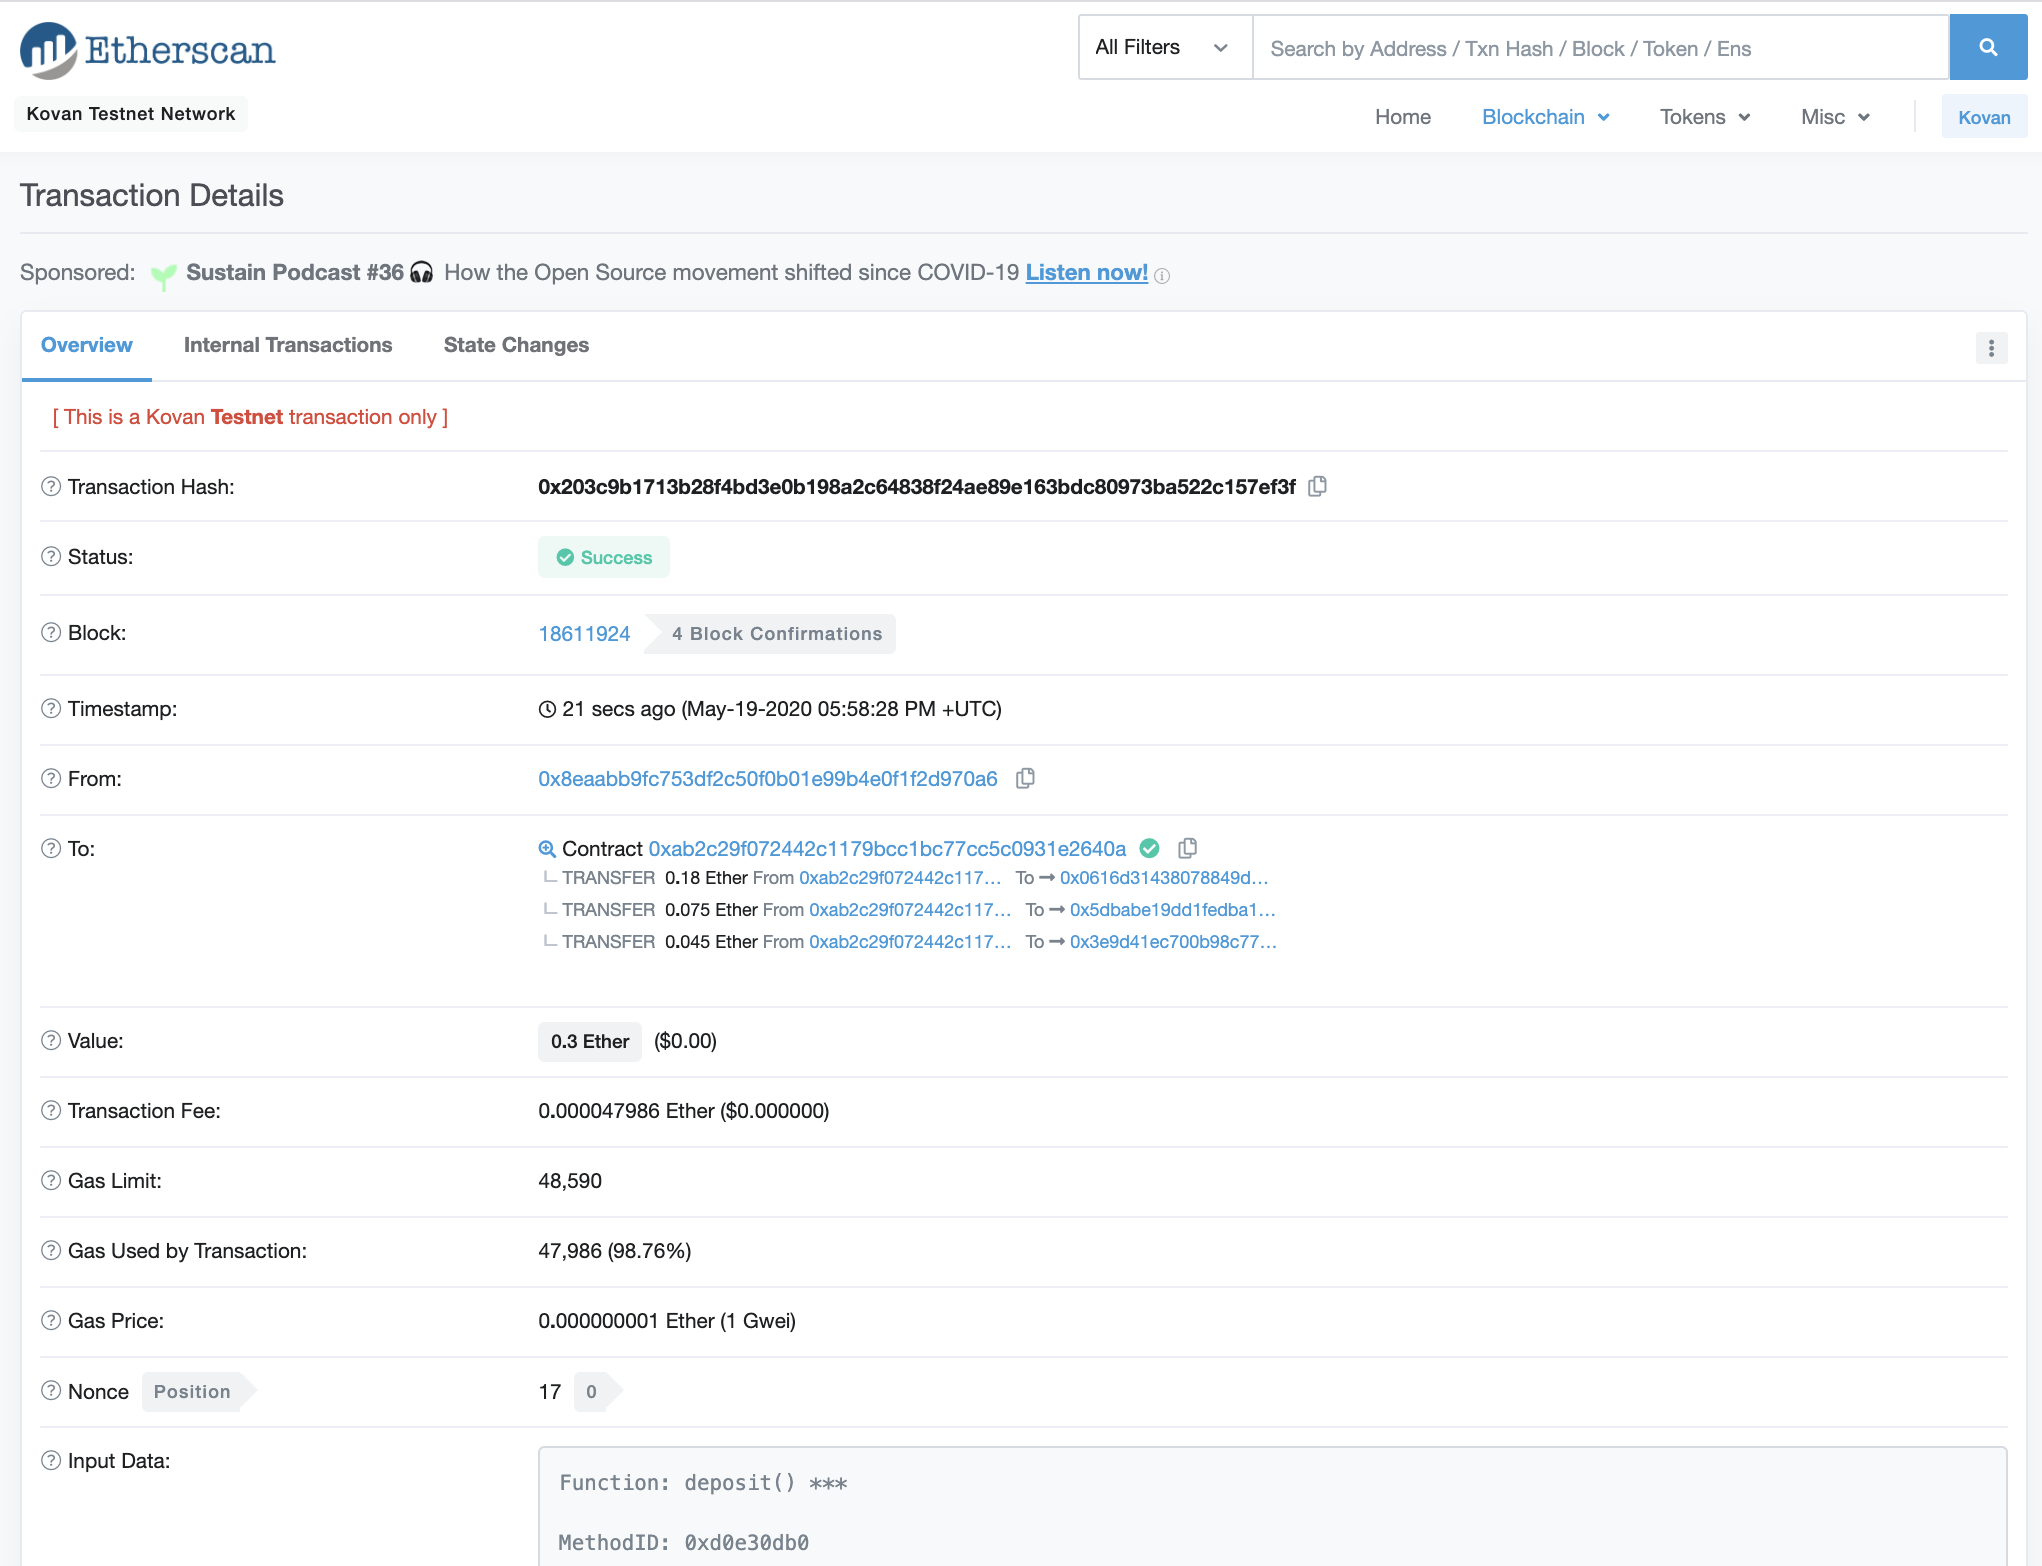 Etherscan
All Filters
Search by Address / Txn Hash / Block / Token / Ens
Kovan Testnet Network
Home Blockchain Tokens Misc Kovan
Transaction Details
Sponsored: Sustain Podcast #36 How the Open Source movement shifted since COVID-19 Listen now!
Overview Internal Transactions State Changes
[ This is a Kovan Testnet transaction only ]
Transaction Hash: 0x203c9b1713b28f4bd3e0b198a2c64838f24ae89e163bdc80973ba522c157ef3f
Status: Success
Block: 18611924 4 Block Confirmations
Timestamp: 21 secs ago (May-19-2020 05:58:28 PM +UTC)
From: 0x8eaabb9fc753df2c50f0b01e99b4e0f1f2d970a6
To: Contract 0xab2c29f072442c1179bcc1bc77cc5c0931e2640a
TRANSFER 0.18 Ether From 0xab2c29f072442c117... To → 0x0616d31438078849d...
TRANSFER 0.075 Ether From 0xab2c29f072442c117... To → 0x5dbabe19dd1fedba1...
TRANSFER 0.045 Ether From 0xab2c29f072442c117... To → 0x3e9d41ec700b98c77...
Value: 0.3 Ether ($0.00)
Transaction Fee: 0.000047986 Ether ($0.000000)
Gas Limit: 48,590
Gas Used by Transaction: 47,986 (98.76%)
Gas Price: 0.000000001 Ether (1 Gwei)
Nonce Position 17 0
Input Data: Function: deposit() ***
MethodID: 0xd0e30db0